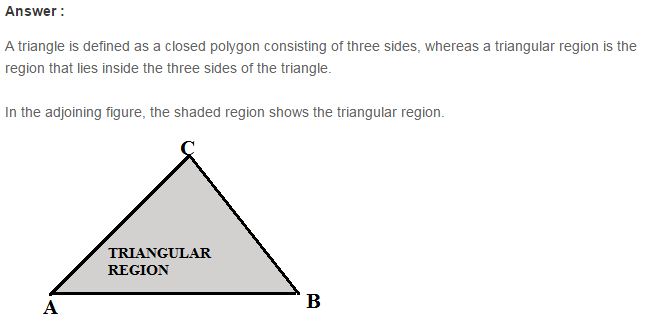 Answer :
A triangle is defined as a closed polygon consisting of three sides, whereas a triangular region is the
region that lies inside the three sides of the triangle.
In the adjoining figure, the shaded region shows the triangular region.
C
TRIANGULAR
REGION
A
B